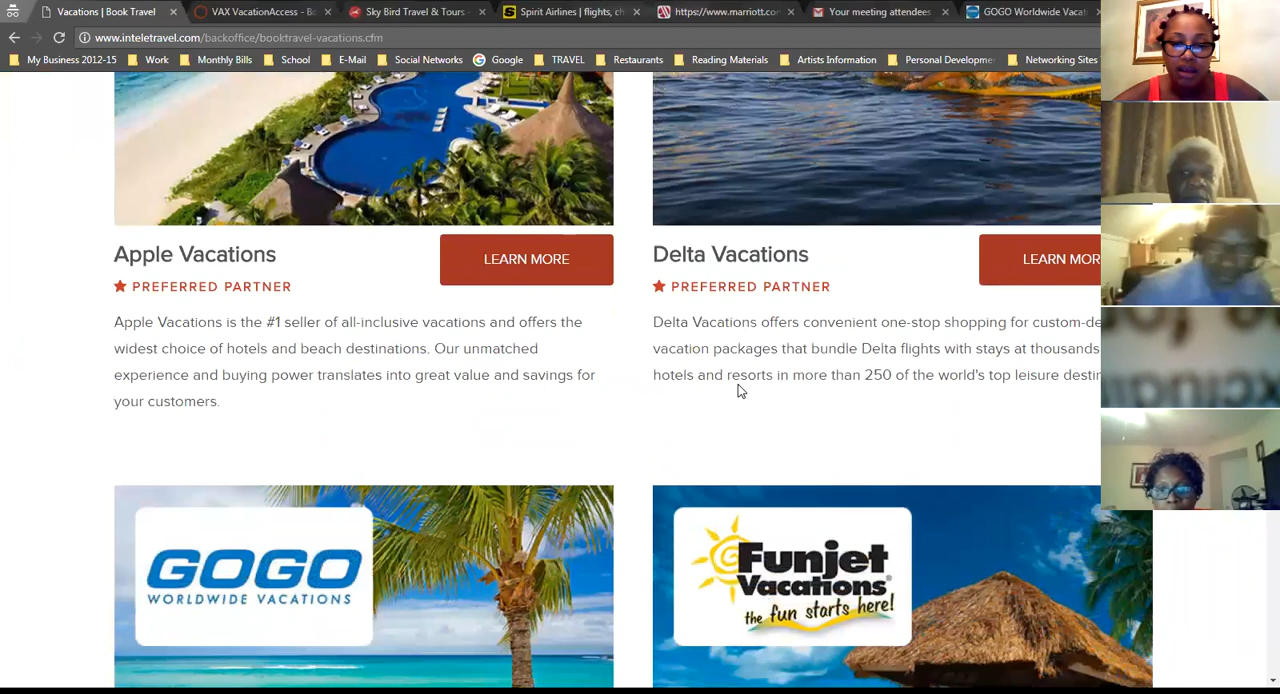 Vacations | Book Travel
VAX VacationAccess - Bo
Sky Bird Travel & Tours -
Spirit Airlines | flights, ch
https://www.marriott.com
Your meeting attendees
GOGO Worldwide Vacat
www.inteletravel.com/backoffice/booktravel-vacations.cfm
My Business 2012-15
Work
Monthly Bills
School
E-Mail
Social Networks
Google
TRAVEL
Restaurants
Reading Materials
Artists Information
Personal Developme
Networking Sites
Apple Vacations
LEARN MORE
PREFERRED PARTNER
Apple Vacations is the #1 seller of all-inclusive vacations and offers the
widest choice of hotels and beach destinations. Our unmatched
experience and buying power translates into great value and savings for
your customers.
Delta Vacations
LEARN MOR
PREFERRED PARTNER
Delta Vacations offers convenient one-stop shopping for custom-de
vacation packages that bundle Delta flights with stays at thousands
hotels and resorts in more than 250 of the world's top leisure destin
GOGO
WORLDWIDE VACATIONS
Funjet
Vacations®
the fun starts here!